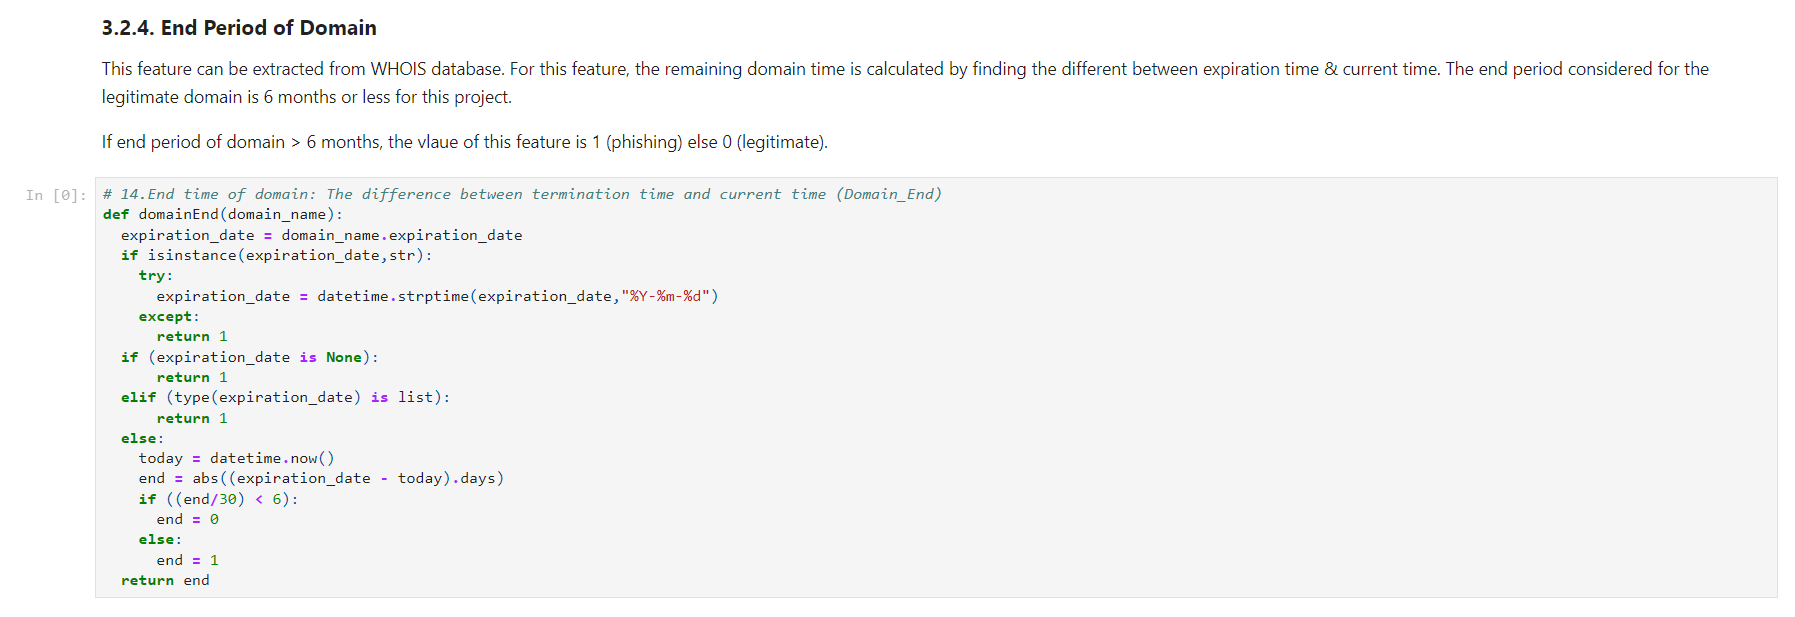 3.2.4. End Period of Domain
This feature can be extracted from WHOIS database. For this feature, the remaining domain time is calculated by finding the different between expiration time & current time. The end period considered for the
legitimate domain is 6 months or less for this project.
If end period of domain > 6 months, the vlaue of this feature is 1 (phishing) else 0 (legitimate).
In [0]:
# 14.End time of domain: The difference between termination time and current time (Domain_End)
def domainEnd(domain_name):
  expiration_date = domain_name.expiration_date
  if isinstance(expiration_date,str):
    try:
      expiration_date = datetime.strptime(expiration_date,"%Y-%m-%d")
    except:
      return 1
  if (expiration_date is None):
      return 1
  elif (type(expiration_date) is list):
      return 1
  else:
    today = datetime.now()
    end = abs((expiration_date - today).days)
    if ((end/30) < 6):
      end = 0
    else:
      end = 1
  return end